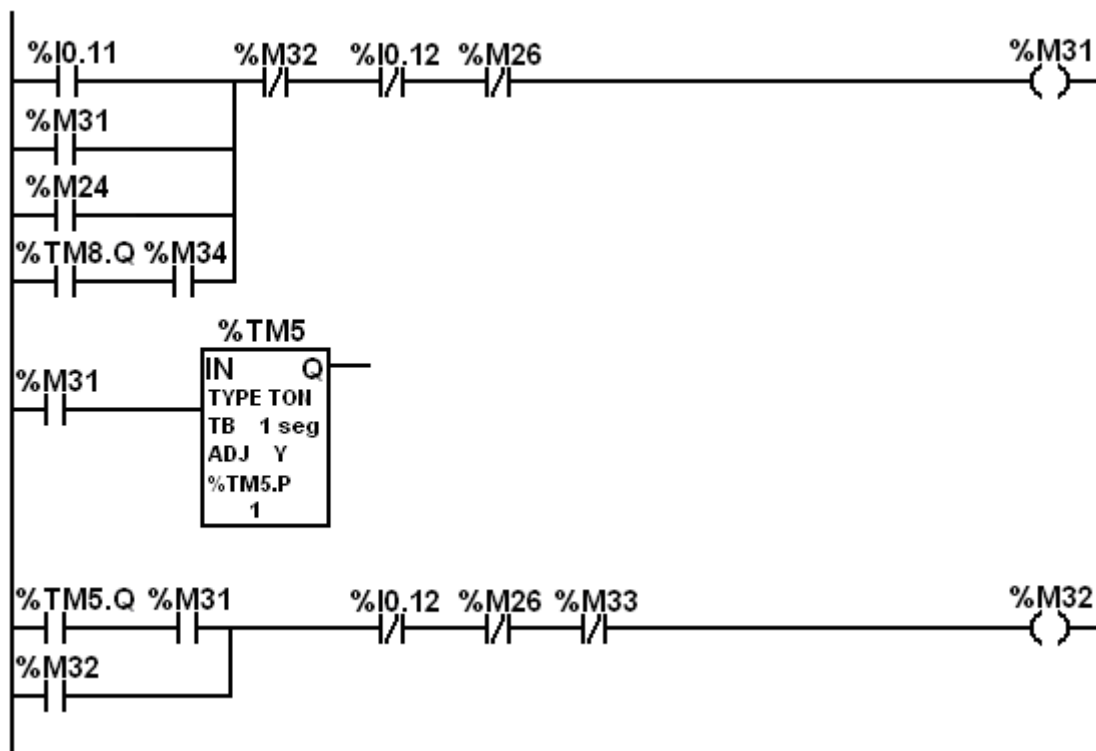 %I0.11 %M32 %I0.12 %M26 %M31
%M31
%M24
%TM8.Q %M34
%TM5
IN Q
%M31
TYPE TON
TB 1 seg
ADJ Y
%TM5.P
1
%TM5.Q %M31 %I0.12 %M26 %M33 %M32
%M32